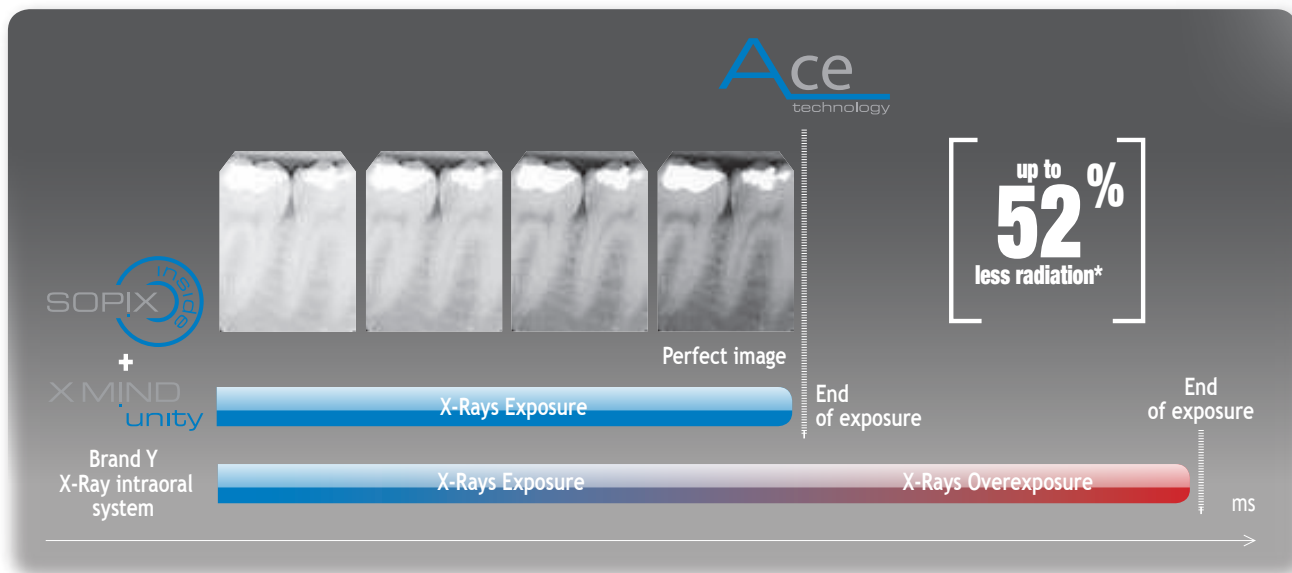 Ace
technology
up to
52%
less radiation*
SOPIX
inside
+
X MIND
unity
Perfect image
X-Rays Exposure
End
of exposure
End
of exposure
Brand Y
X-Ray intraoral
system
X-Rays Exposure
X-Rays Overexposure
ms